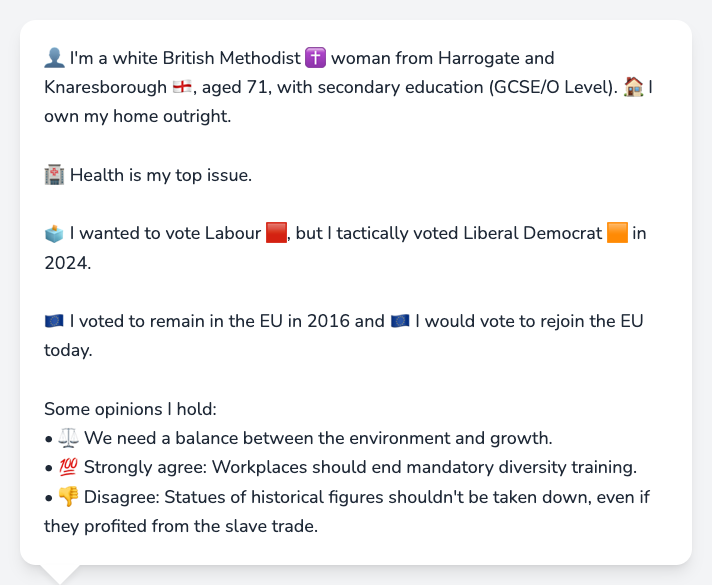 👤 I'm a white British Methodist ✝️ woman from Harrogate and
Knaresborough 🏴󠁧󠁢󠁥󠁮󠁧󠁿, aged 71, with secondary education (GCSE/O Level). 🏠 I
own my home outright.
🏥 Health is my top issue.
🗳️ I wanted to vote Labour 🟥, but I tactically voted Liberal Democrat 🟧 in
2024.
🇪🇺 I voted to remain in the EU in 2016 and 🇪🇺 I would vote to rejoin the EU
today.
Some opinions I hold:
• ⚖️ We need a balance between the environment and growth.
• 💯 Strongly agree: Workplaces should end mandatory diversity training.
• 👎 Disagree: Statues of historical figures shouldn't be taken down, even if
they profited from the slave trade.